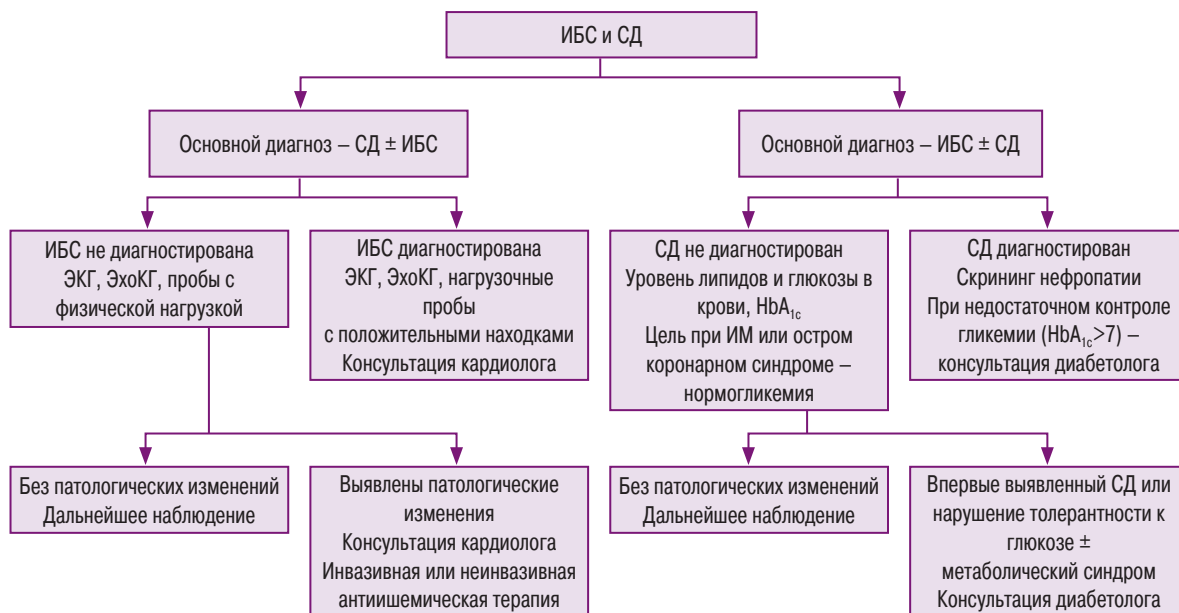 ИБС и СД
Основной диагноз – СД ± ИБС
Основной диагноз – ИБС ± СД
ИБС не диагностирована
ЭКГ, ЭхоКГ, пробы с
физической нагрузкой
ИБС диагностирована
ЭКГ, ЭхоКГ, нагрузочные
пробы
с положительными находками
Консультация кардиолога
СД не диагностирован
Уровень липидов и глюкозы в
крови, HbA1c
Цель при ИМ или остром
коронарном синдроме –
нормогликемия
СД диагностирован
Скрининг нефропатии
При недостаточном контроле
гликемии (HbA1c>7) –
консультация диабетолога
Без патологических изменений
Дальнейшее наблюдение
Выявлены патологические
изменения
Консультация кардиолога
Инвазивная или неинвазивная
антиишемическая терапия
Без патологических изменений
Дальнейшее наблюдение
Впервые выявленный СД или
нарушение толерантности к
глюкозе ±
метаболический синдром
Консультация диабетолога